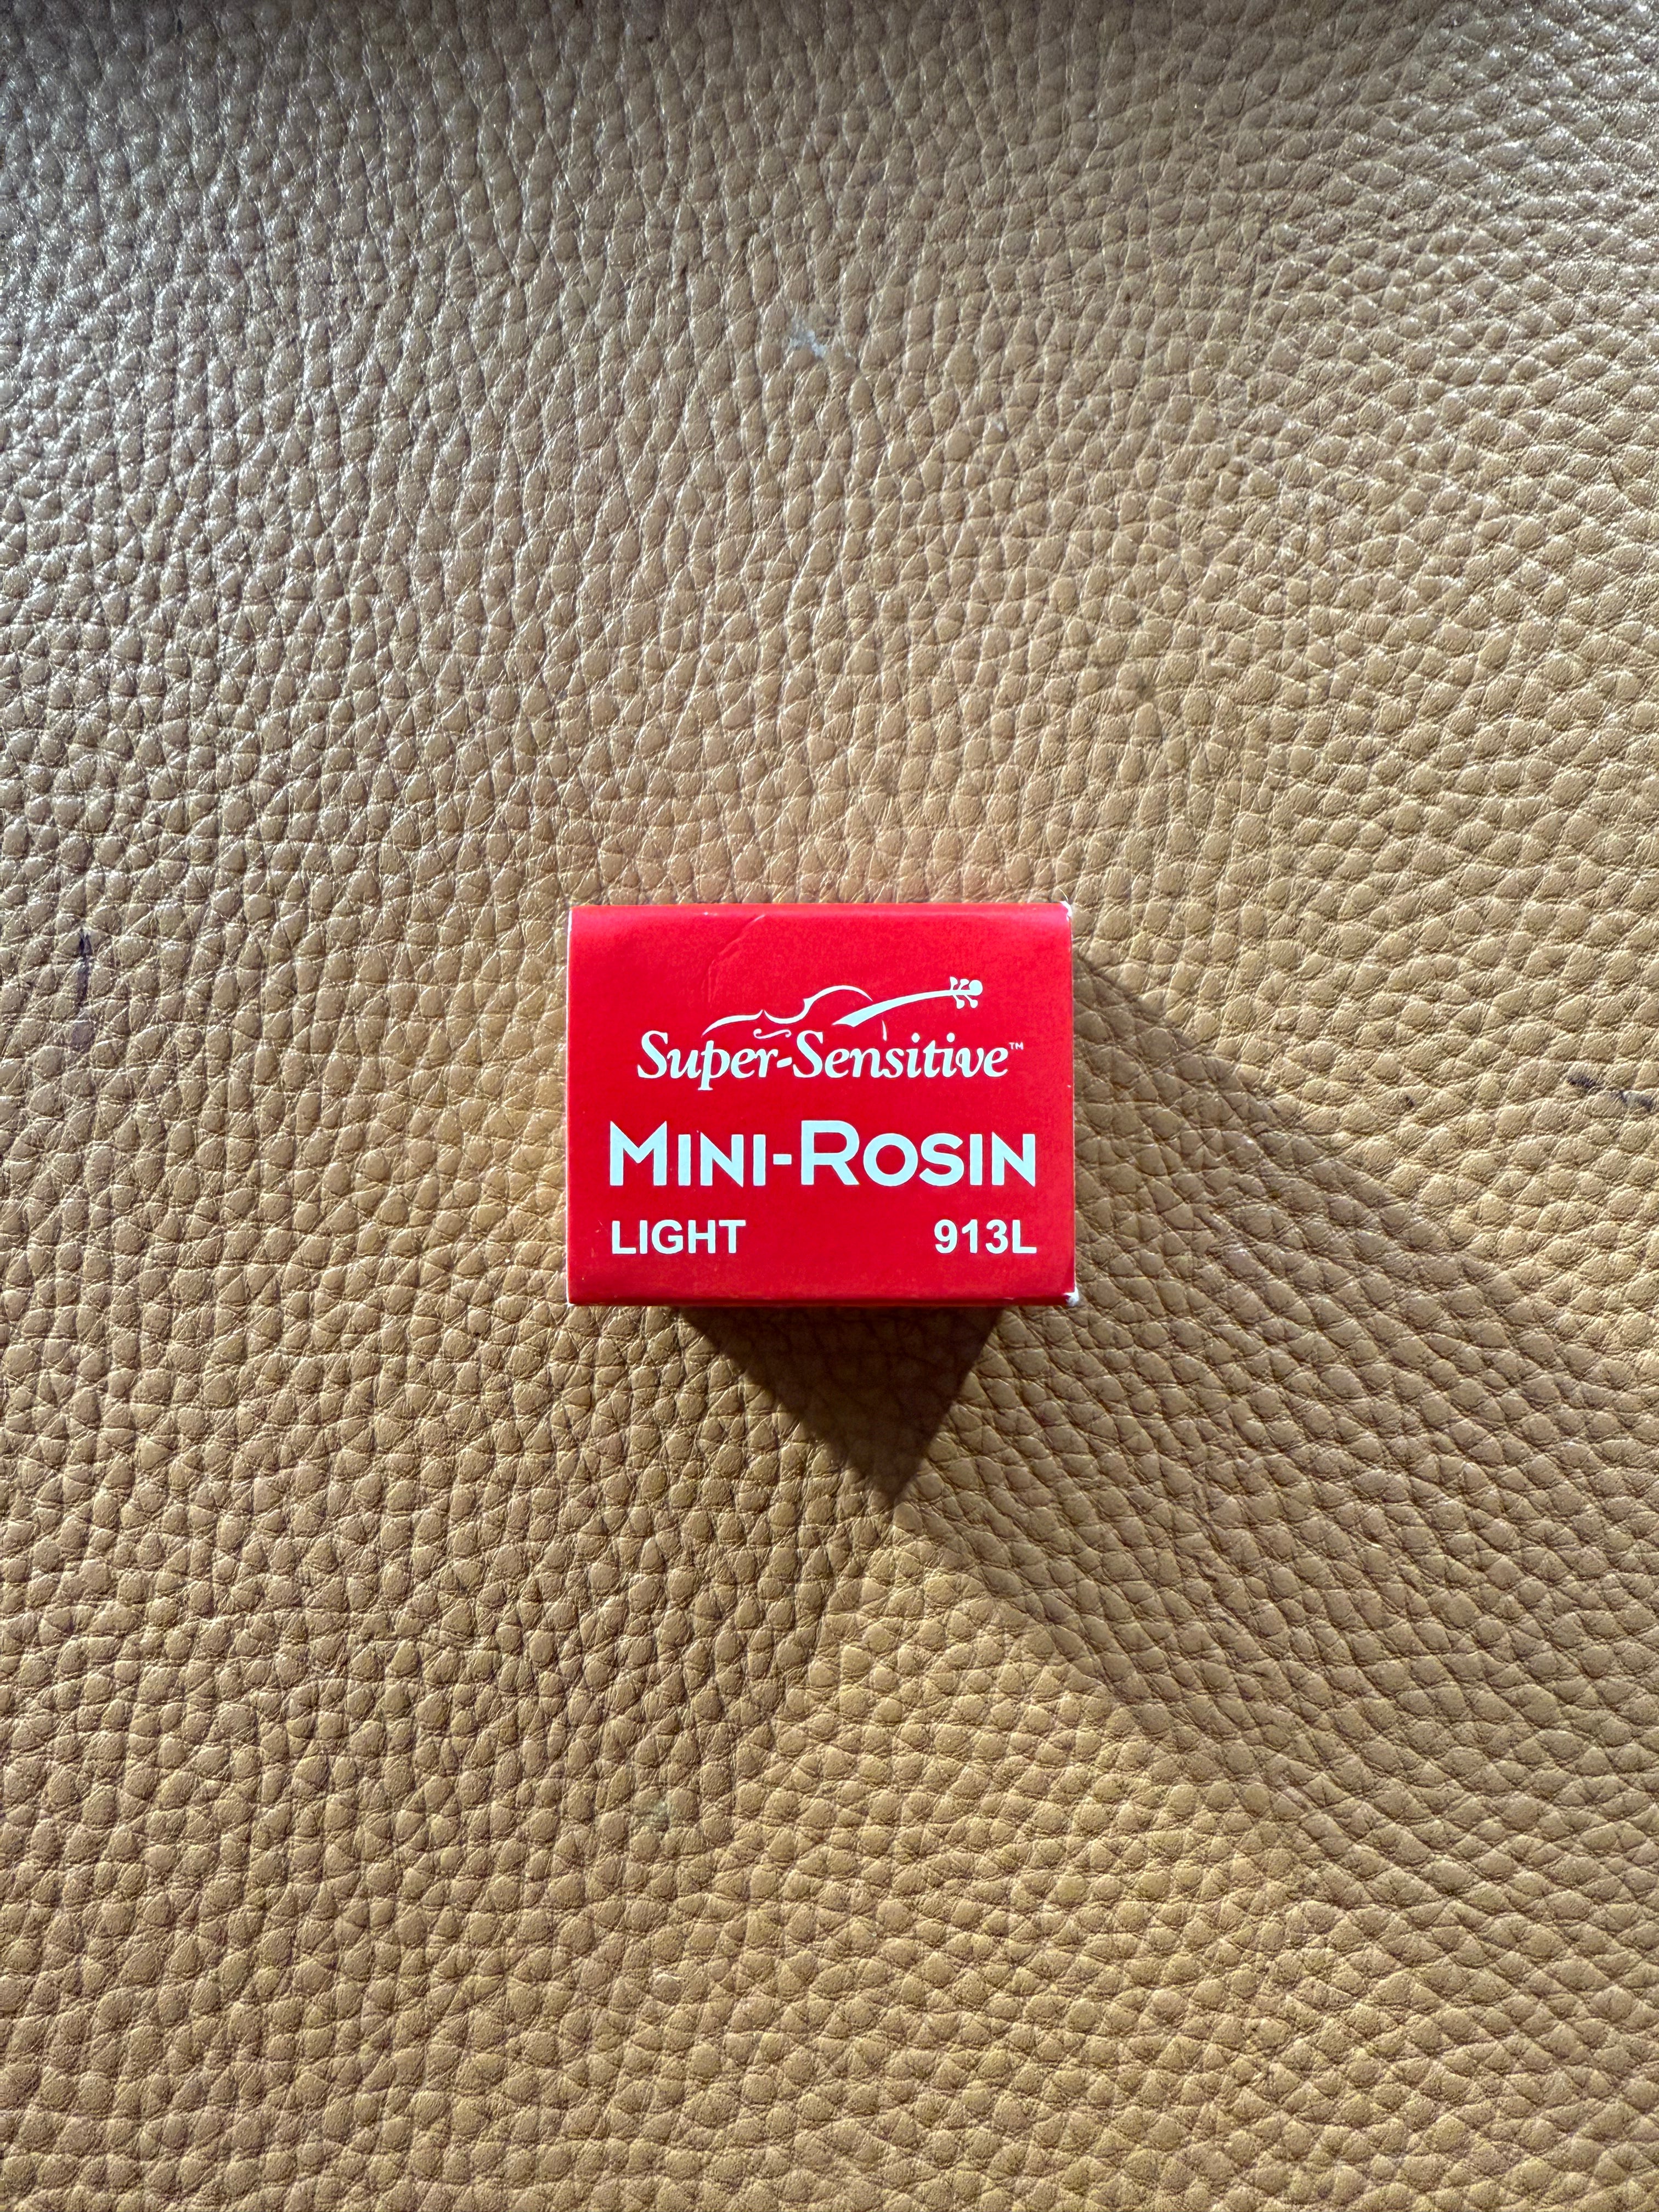 Super-Sensitive™
MINI-ROSIN
LIGHT 913L